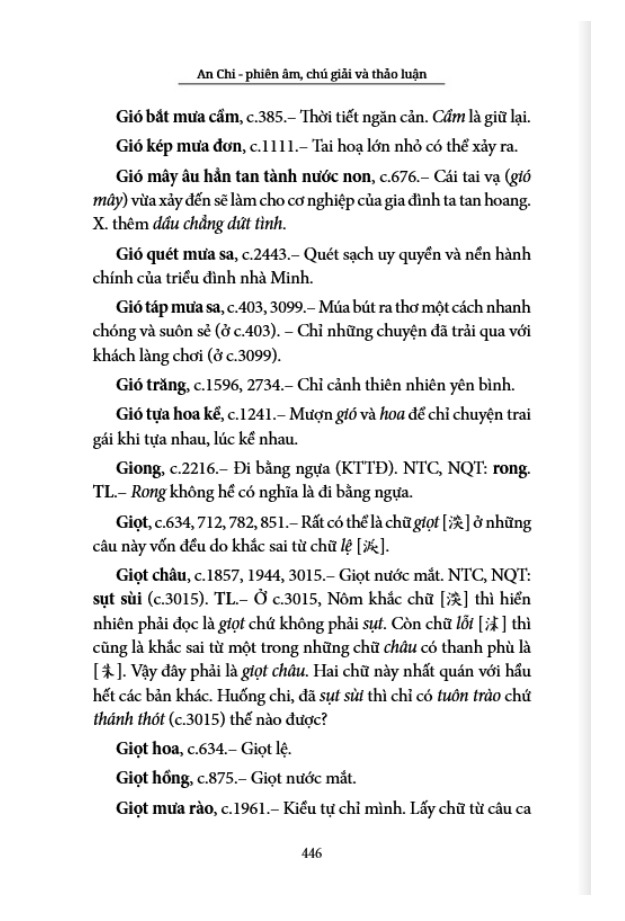 An Chi - phiên âm, chú giải và thảo luận
Gió bắt mưa cầm, c.385.– Thời tiết ngăn cản. Cầm là giữ lại.
Gió kép mưa đơn, c.1111.– Tai hoạ lớn nhỏ có thể xảy ra.
Gió mây âu hẳn tan tành nước non, c.676.– Cái tai vạ (gió
mây) vừa xảy đến sẽ làm cho cơ nghiệp của gia đình ta tan hoang.
X. thêm dầu chẳng dứt tình.
Gió quét mưa sa, c.2443.– Quét sạch uy quyền và nền hành
chính của triều đình nhà Minh.
Gió táp mưa sa, c.403, 3099.– Múa bút ra thơ một cách nhanh
chóng và suôn sẻ (ở c.403). – Chỉ những chuyện đã trải qua với
khách làng chơi (ở c.3099).
Gió trăng, c.1596, 2734.– Chỉ cảnh thiên nhiên yên bình.
Gió tựa hoa kề, c.1241.– Mượn gió và hoa để chỉ chuyện trai
gái khi tựa nhau, lúc kề nhau.
Giong, c.2216.– Đi bằng ngựa (KTTĐ). NTC, NQT: rong.
TL.– Rong không hề có nghĩa là đi bằng ngựa.
Giọt, c.634, 712, 782, 851.– Rất có thể là chữ giọt [湥] ở những
câu này vốn đều do khắc sai từ chữ lệ [淚].
Giọt châu, c.1857, 1944, 3015.– Giọt nước mắt. NTC, NQT:
sụt sùi (c.3015). TL.– Ở c.3015, Nôm khắc chữ [湥] thì hiển
nhiên phải đọc là giọt chứ không phải sụt. Còn chữ lỗi [] thì
cũng là khắc sai từ một trong những chữ châu có thanh phù là
[朱]. Vậy đây phải là giọt châu. Hai chữ này nhất quán với hầu
hết các bản khác. Huống chi, đã sụt sùi thì chỉ có tuôn trào chứ
thánh thót (c.3015) thế nào được?
Giọt hoa, c.634.– Giọt lệ.
Giọt hồng, c.875.– Giọt nước mắt.
Giọt mưa rào, c.1961.– Kiều tự chỉ mình. Lấy chữ từ câu ca
446